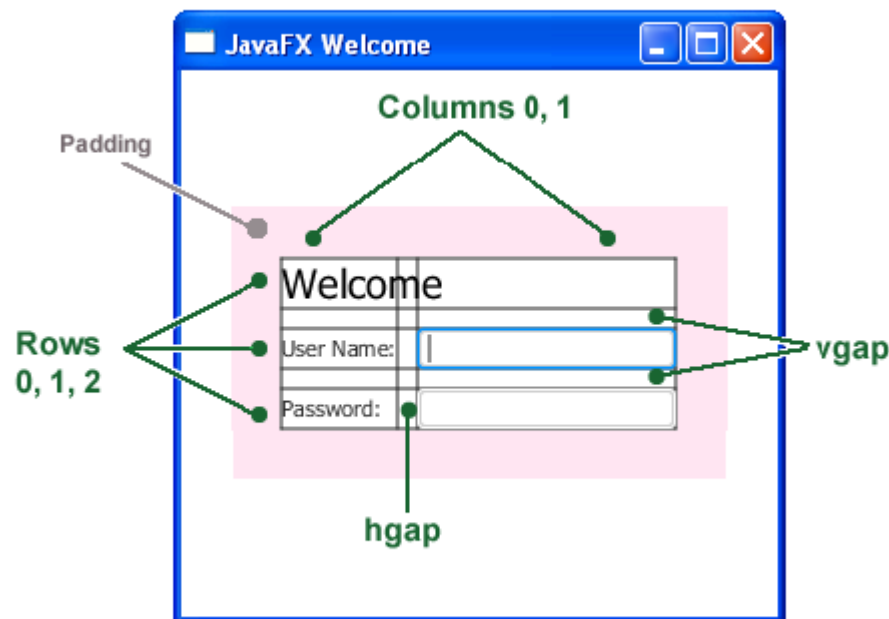 JavaFX Welcome
Columns 0, 1
Padding
Welcome
Rows
0, 1, 2
User Name:
vgap
Password:
hgap